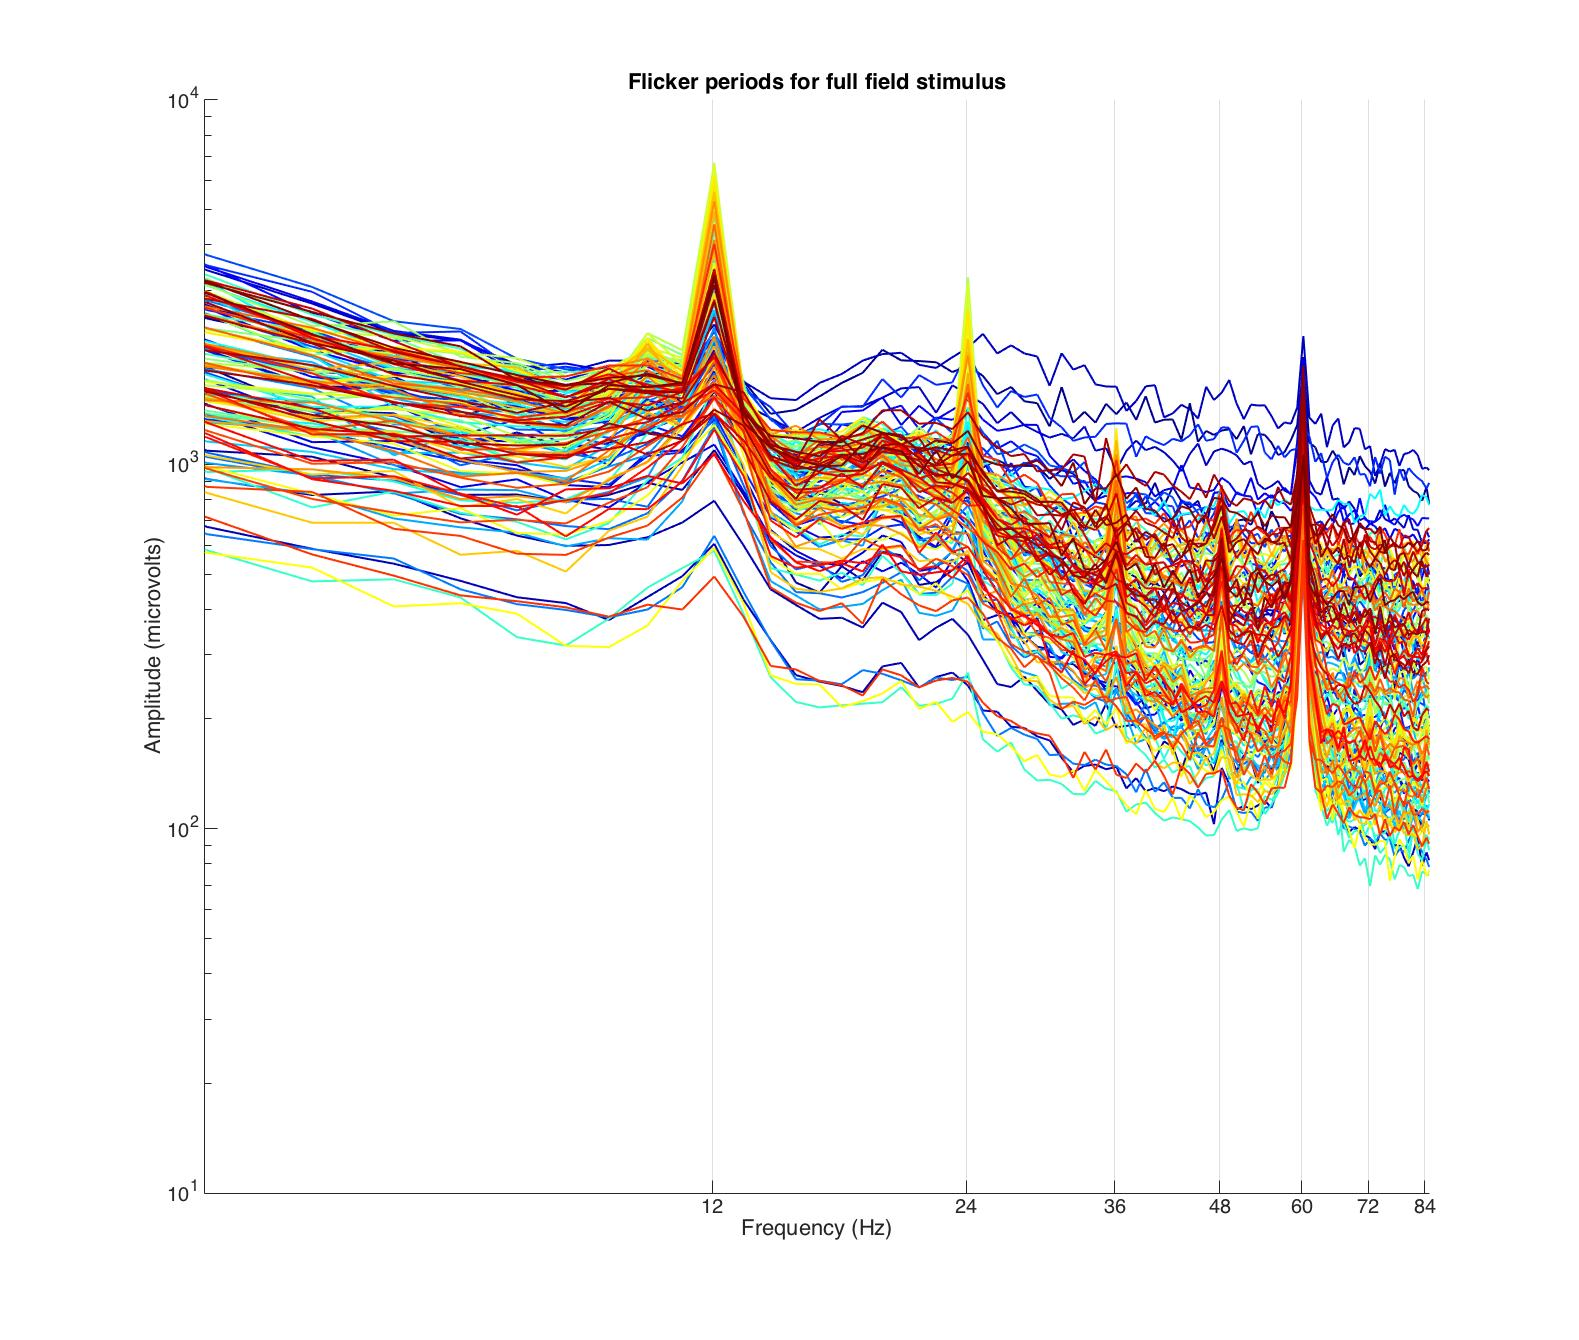 Flicker periods for full field stimulus
10^4
10^3
10^2
10^1
Amplitude (microvolts)
12 24 36 48 60 72 84
Frequency (Hz)